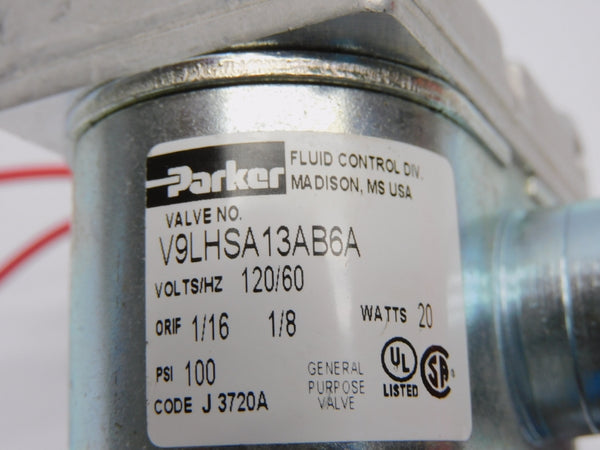 Parker
FLUID CONTROL DIV.
MADISON, MS USA
VALVE NO.
V9LHSA13AB6A
VOLTS/HZ 120/60
ORIF 1/16 1/8 WATTS 20
PSI 100
GENERAL
PURPOSE
VALVE
UL
LISTED
SA
CODE J 3720A